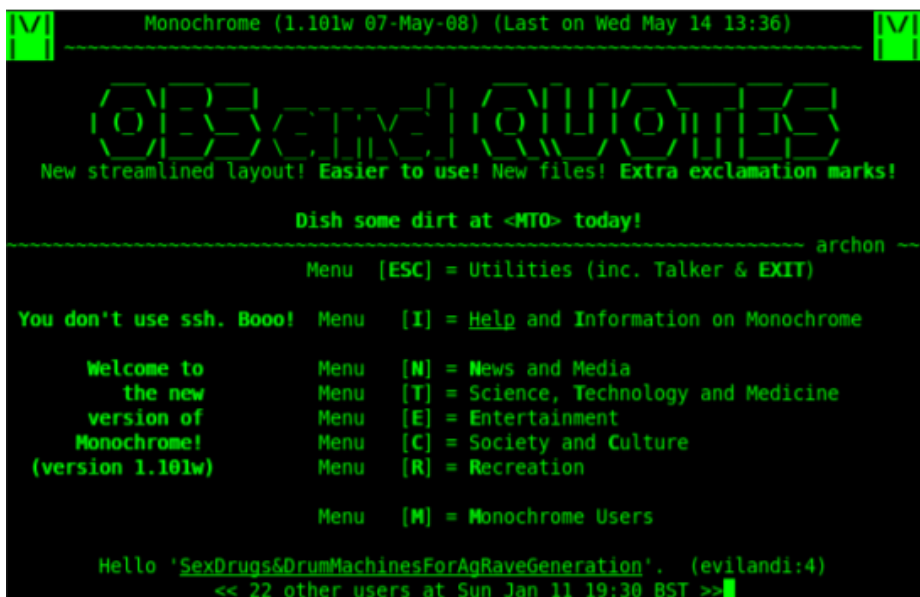 Monochrome (1.101w 07-May-08) (Last on Wed May 14 13:36)
OBS and QUOTES
New streamlined layout! Easier to use! New files! Extra exclamation marks!
Dish some dirt at <MTO> today!
archon
Menu [ESC] = Utilities (inc. Talker & EXIT)
You don't use ssh. Booo! Menu [I] = Help and Information on Monochrome
Welcome to Menu [N] = News and Media
the new Menu [T] = Science, Technology and Medicine
version of Menu [E] = Entertainment
Monochrome! Menu [C] = Society and Culture
(version 1.101w) Menu [R] = Recreation
Menu [M] = Monochrome Users
Hello 'SexDrugs&DrumMachinesForAgRaveGeneration'. (evilandi:4)
<< 22 other users at Sun Jan 11 19:30 BST >>